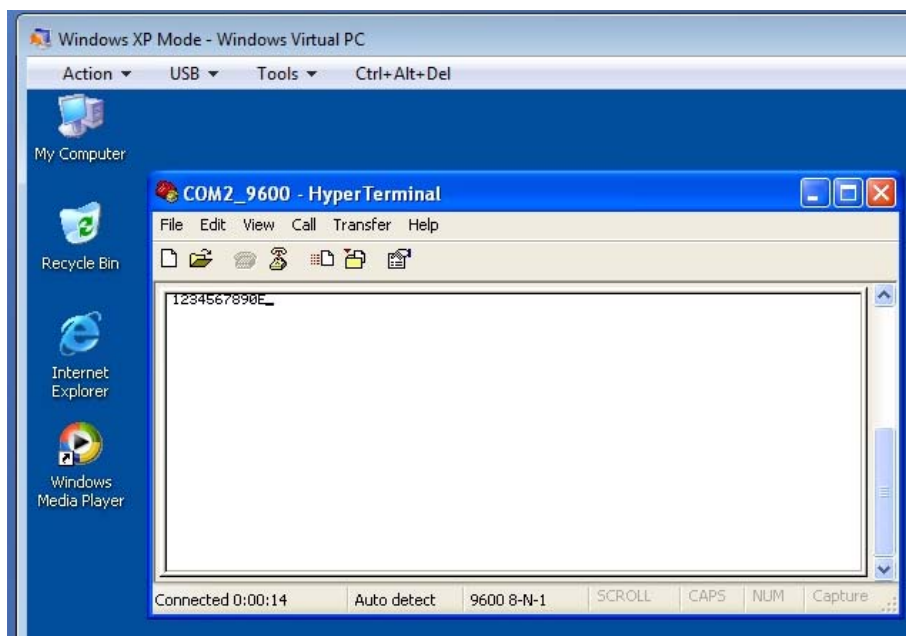 Windows XP Mode - Windows Virtual PC
Action USB Tools Ctrl+Alt+Del
My Computer
COM2_9600 - HyperTerminal
File Edit View Call Transfer Help
Recycle Bin
1234567890E_
Internet
Explorer
Windows
Media Player
Connected 0:00:14 Auto detect 9600 8-N-1 SCROLL CAPS NUM Capture